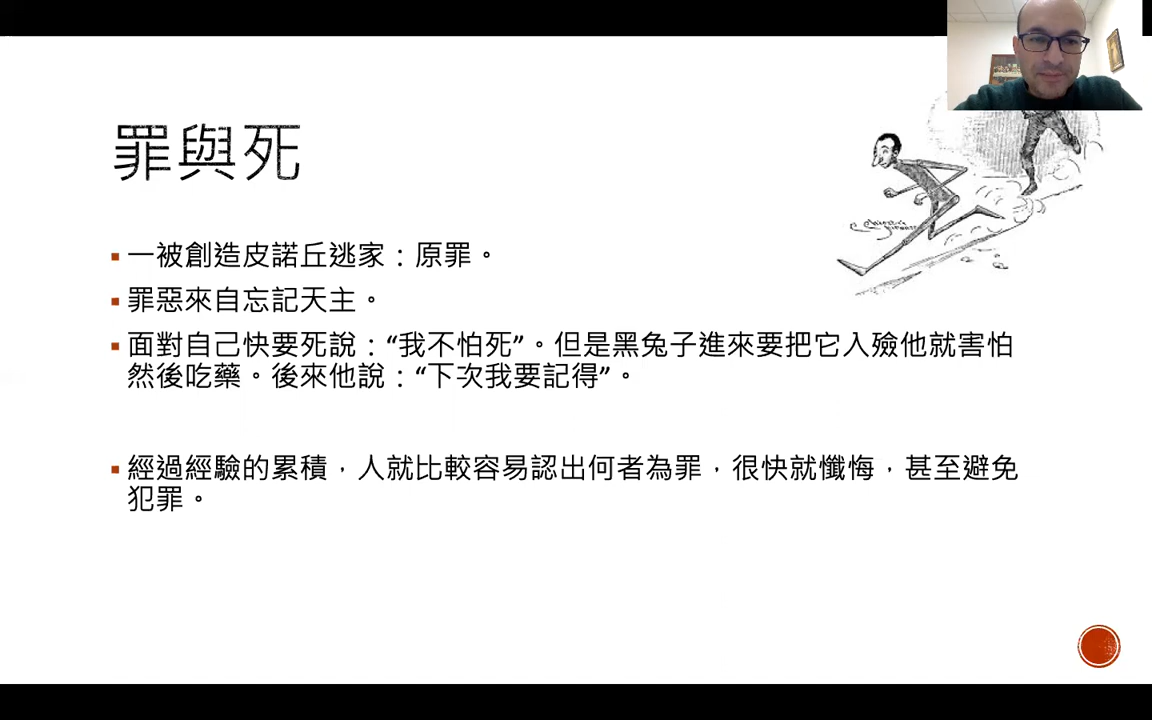 罪與死
一被創造皮諾丘逃家：原罪。
罪惡來自忘記天主。
面對自己快要死說：“我不怕死”。但是黑兔子進來要把它入殮他就害怕
然後吃藥。後來他說：“下次我要記得”。
經過經驗的累積，人就比較容易認出何者為罪，很快就懺悔，甚至避免
犯罪。